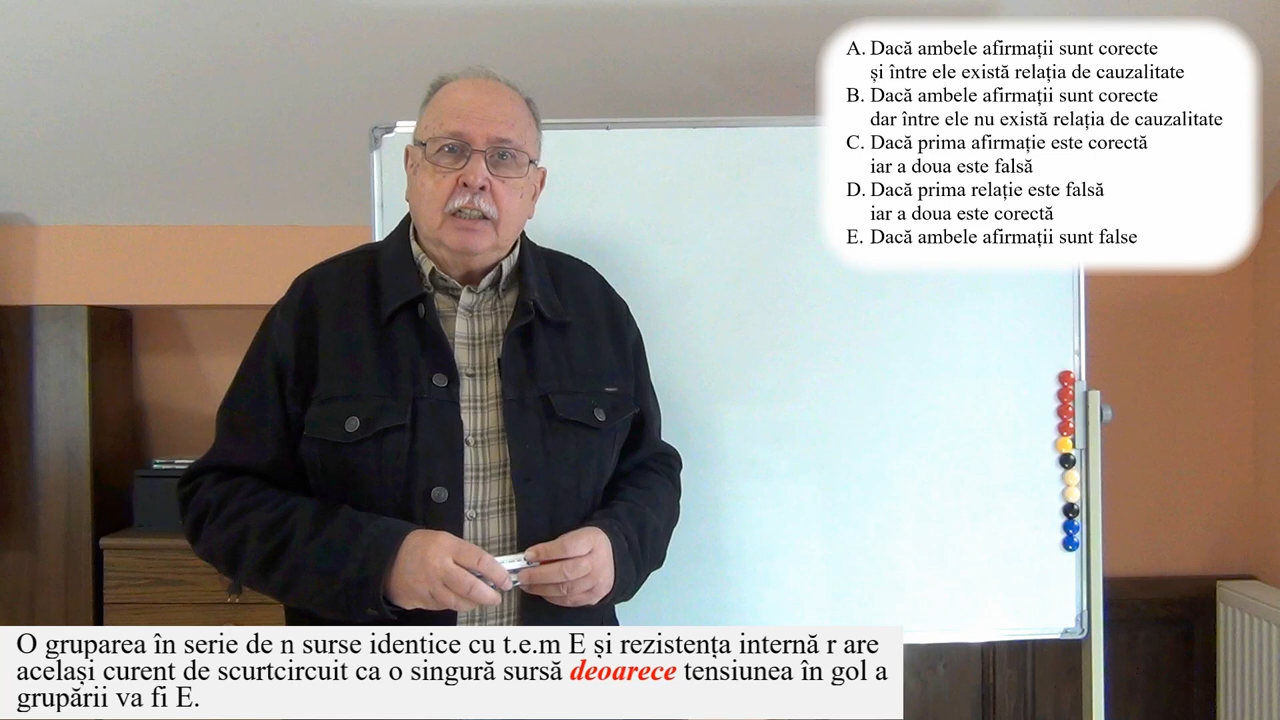 A. Dacă ambele afirmații sunt corecte
și între ele există relația de cauzalitate
B. Dacă ambele afirmații sunt corecte
dar între ele nu există relația de cauzalitate
C. Dacă prima afirmație este corectă
iar a doua este falsă
D. Dacă prima relație este falsă
iar a doua este corectă
E. Dacă ambele afirmații sunt false
O gruparea în serie de n surse identice cu t.e.m E și rezistența internă r are
același curent de scurtcircuit ca o singură sursă deoarece tensiunea în gol a
grupării va fi E.